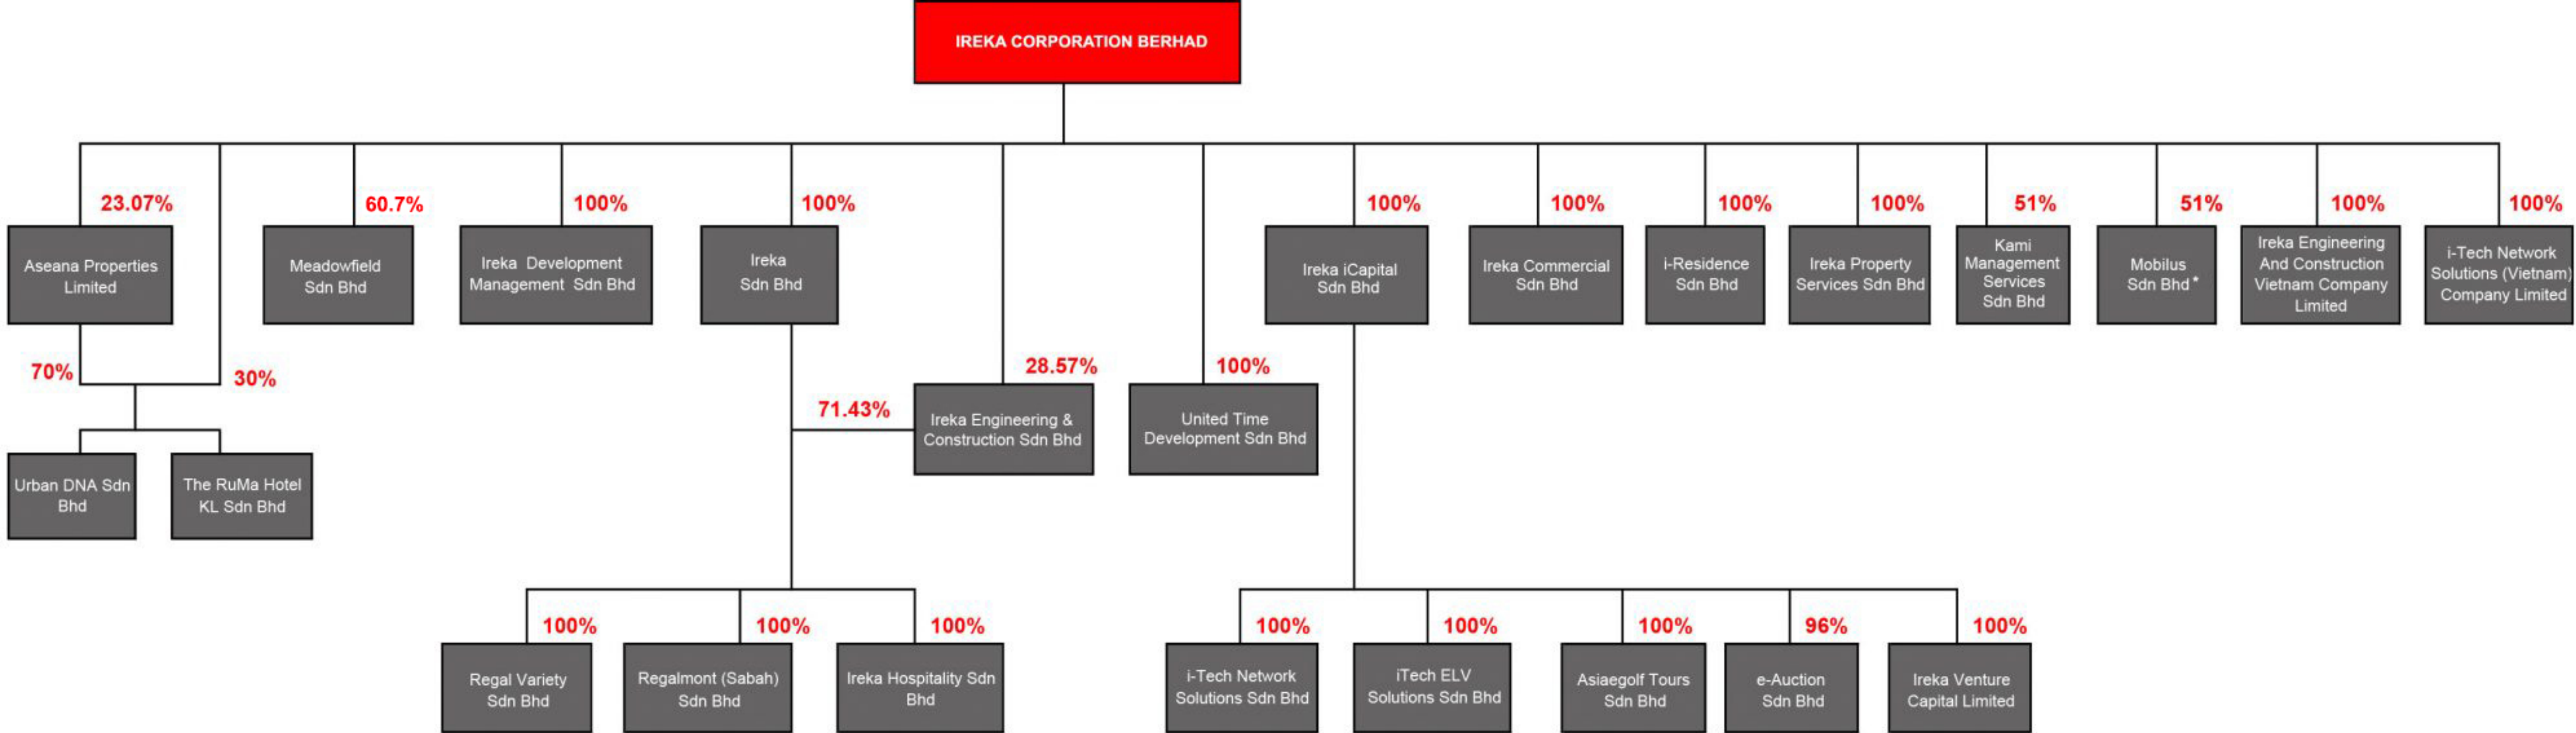 IREKA CORPORATION BERHAD
23.07%
60.7%
100%
100%
100%
100%
100%
100%
51%
51%
100%
100%
Aseana Properties
Limited
Meadowfield
Sdn Bhd
Ireka Development
Management Sdn Bhd
Ireka
Sdn Bhd
Ireka iCapital
Sdn Bhd
Ireka Commercial
Sdn Bhd
i-Residence
Sdn Bhd
Ireka Property
Services Sdn Bhd
Kami
Management
Services
Sdn Bhd
Mobilus
Sdn Bhd *
Ireka Engineering
And Construction
Vietnam Company
Limited
i-Tech Network
Solutions (Vietnam)
Company Limited
70%
30%
28.57%
100%
71.43%
Ireka Engineering &
Construction Sdn Bhd
United Time
Development Sdn Bhd
Urban DNA Sdn
Bhd
The RuMa Hotel
KL Sdn Bhd
100%
100%
100%
100%
100%
100%
96%
100%
Regal Variety
Sdn Bhd
Regalmont (Sabah)
Sdn Bhd
Ireka Hospitality Sdn
Bhd
i-Tech Network
Solutions Sdn Bhd
iTech ELV
Solutions Sdn Bhd
Asiaegolf Tours
Sdn Bhd
e-Auction
Sdn Bhd
Ireka Venture
Capital Limited